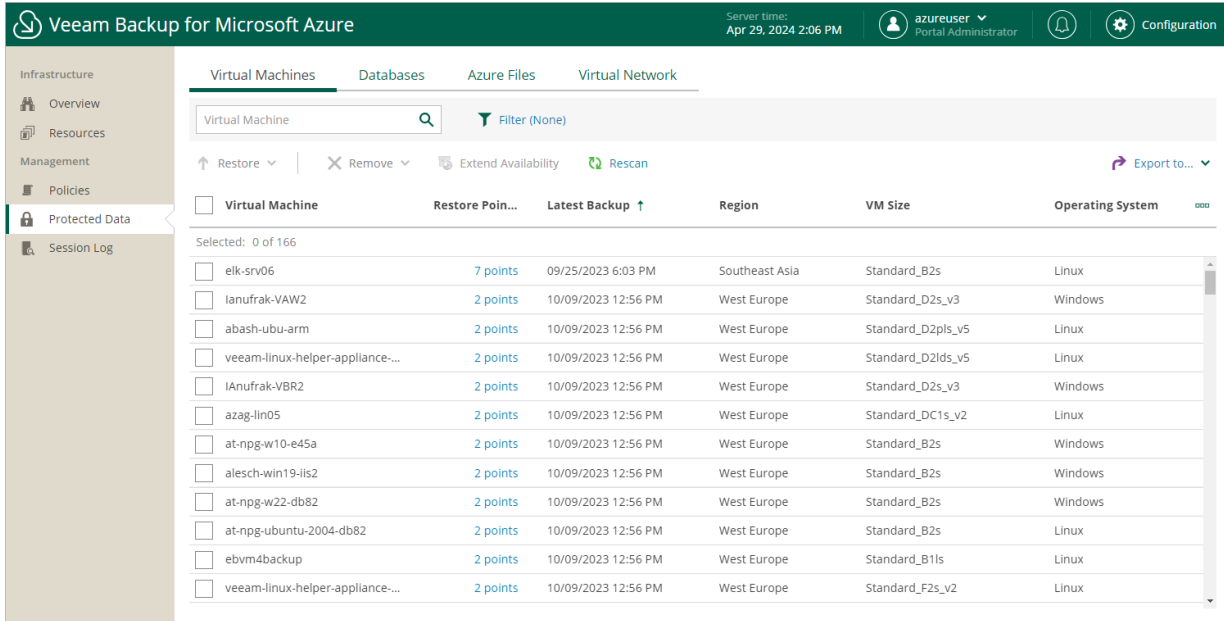 Veeam Backup for Microsoft Azure
Server time:
Apr 29, 2024 2:06 PM
azureuser
Portal Administrator
Configuration
Infrastructure
Overview
Resources
Management
Policies
Protected Data
Session Log
Virtual Machines Databases Azure Files Virtual Network
Virtual Machine Filter (None)
Restore Remove Extend Availability Rescan Export to...
Virtual Machine Restore Poin... Latest Backup ↑ Region VM Size Operating System
Selected: 0 of 166
elk-srv06 7 points 09/25/2023 6:03 PM Southeast Asia Standard_B2s Linux
Ianufrak-VAW2 2 points 10/09/2023 12:56 PM West Europe Standard_D2s_v3 Windows
abash-ubu-arm 2 points 10/09/2023 12:56 PM West Europe Standard_D2pls_v5 Linux
veeam-linux-helper-appliance-... 2 points 10/09/2023 12:56 PM West Europe Standard_D2lds_v5 Linux
IAnufrak-VBR2 2 points 10/09/2023 12:56 PM West Europe Standard_D2s_v3 Windows
azag-lin05 2 points 10/09/2023 12:56 PM West Europe Standard_DC1s_v2 Linux
at-npg-w10-e45a 2 points 10/09/2023 12:56 PM West Europe Standard_B2s Windows
alesch-win19-iis2 2 points 10/09/2023 12:56 PM West Europe Standard_B2s Windows
at-npg-w22-db82 2 points 10/09/2023 12:56 PM West Europe Standard_B2s Windows
at-npg-ubuntu-2004-db82 2 points 10/09/2023 12:56 PM West Europe Standard_B2s Linux
ebvm4backup 2 points 10/09/2023 12:56 PM West Europe Standard_B1ls Linux
veeam-linux-helper-appliance-... 2 points 10/09/2023 12:56 PM West Europe Standard_F2s_v2 Linux